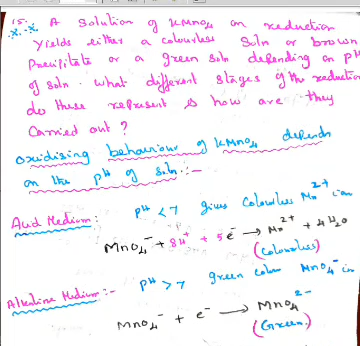 15. A Solution of KMnO4 on reduction
X.-X. Yields either a colourless Soln or brown
Precipitate or a green soln depending on pH
of soln what different stages of the reduction
do these represent & how are they
Carried out?
oxidising behaviour of KMnO4 depends
on the pH of soln:-
Acid Medium: pH < 7 gives colourless Mn2+ ion
MnO4- + 8H+ + 5e- → Mn2+ + 4H2O
(colourless)
Alkaline Medium:- pH > 7 green colour MnO4- in
MnO4- + e- → MnO4 2-
(Green)